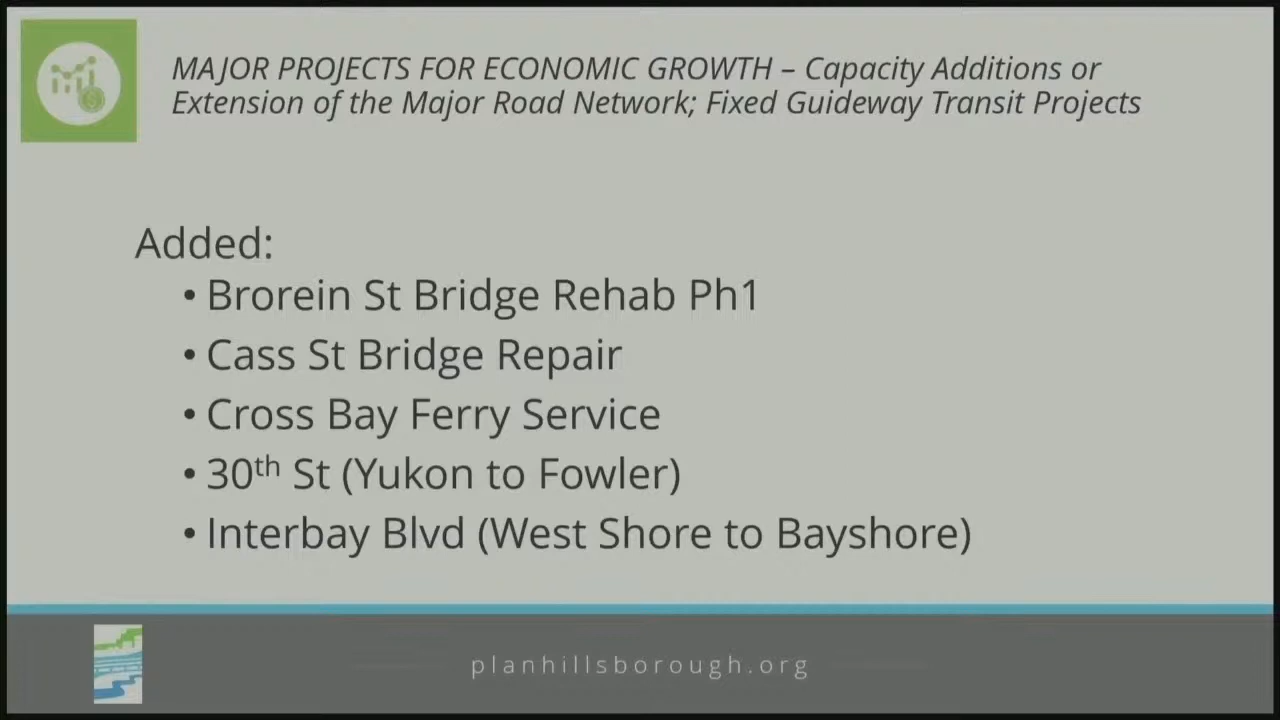 MAJOR PROJECTS FOR ECONOMIC GROWTH – Capacity Additions or
Extension of the Major Road Network; Fixed Guideway Transit Projects
Added:
• Brorein St Bridge Rehab Ph1
• Cass St Bridge Repair
• Cross Bay Ferry Service
• 30th St (Yukon to Fowler)
• Interbay Blvd (West Shore to Bayshore)
planhillsborough.org